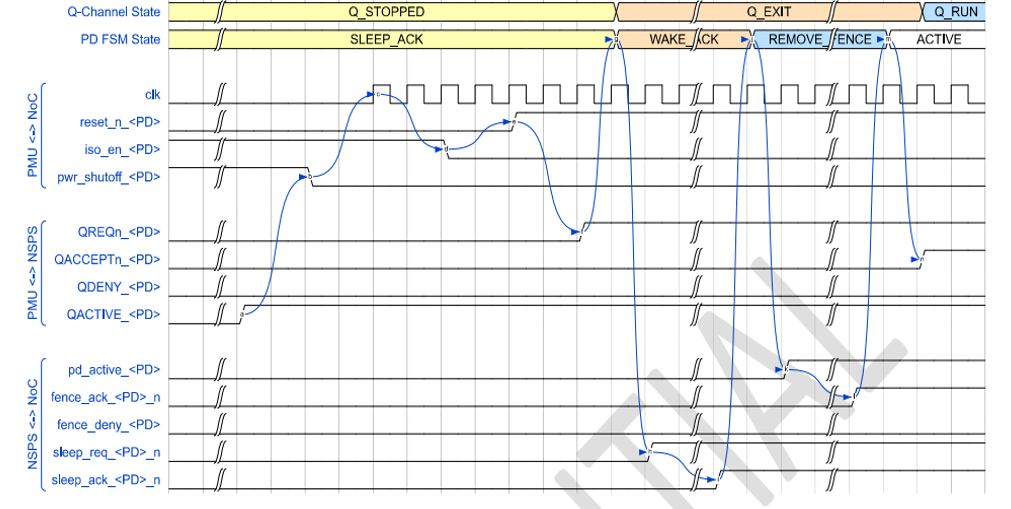 Q-Channel State Q_STOPPED Q_EXIT Q_RUN
PD FSM State SLEEP_ACK WAKE_ACK REMOVE_FENCE ACTIVE
PMU <-> NoC
clk
reset_n_<PD>
iso_en_<PD>
pwr_shutoff_<PD>
PMU <-> NSPS
QREQn_<PD>
QACCEPTn_<PD>
QDENY_<PD>
QACTIVE_<PD>
NSPS <-> NoC
pd_active_<PD>
fence_ack_<PD>_n
fence_deny_<PD>
sleep_req_<PD>_n
sleep_ack_<PD>_n
TIAL